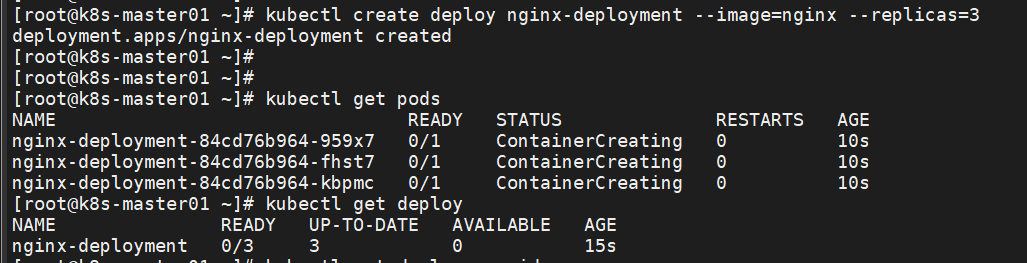 [root@k8s-master01 ~]# kubectl create deploy nginx-deployment --image=nginx --replicas=3
deployment.apps/nginx-deployment created
[root@k8s-master01 ~]#
[root@k8s-master01 ~]#
[root@k8s-master01 ~]# kubectl get pods
NAME READY STATUS RESTARTS AGE
nginx-deployment-84cd76b964-959x7 0/1 ContainerCreating 0 10s
nginx-deployment-84cd76b964-fhst7 0/1 ContainerCreating 0 10s
nginx-deployment-84cd76b964-kbpmc 0/1 ContainerCreating 0 10s
[root@k8s-master01 ~]# kubectl get deploy
NAME READY UP-TO-DATE AVAILABLE AGE
nginx-deployment 0/3 3 0 15s
[root@k8s-master01 ~]#